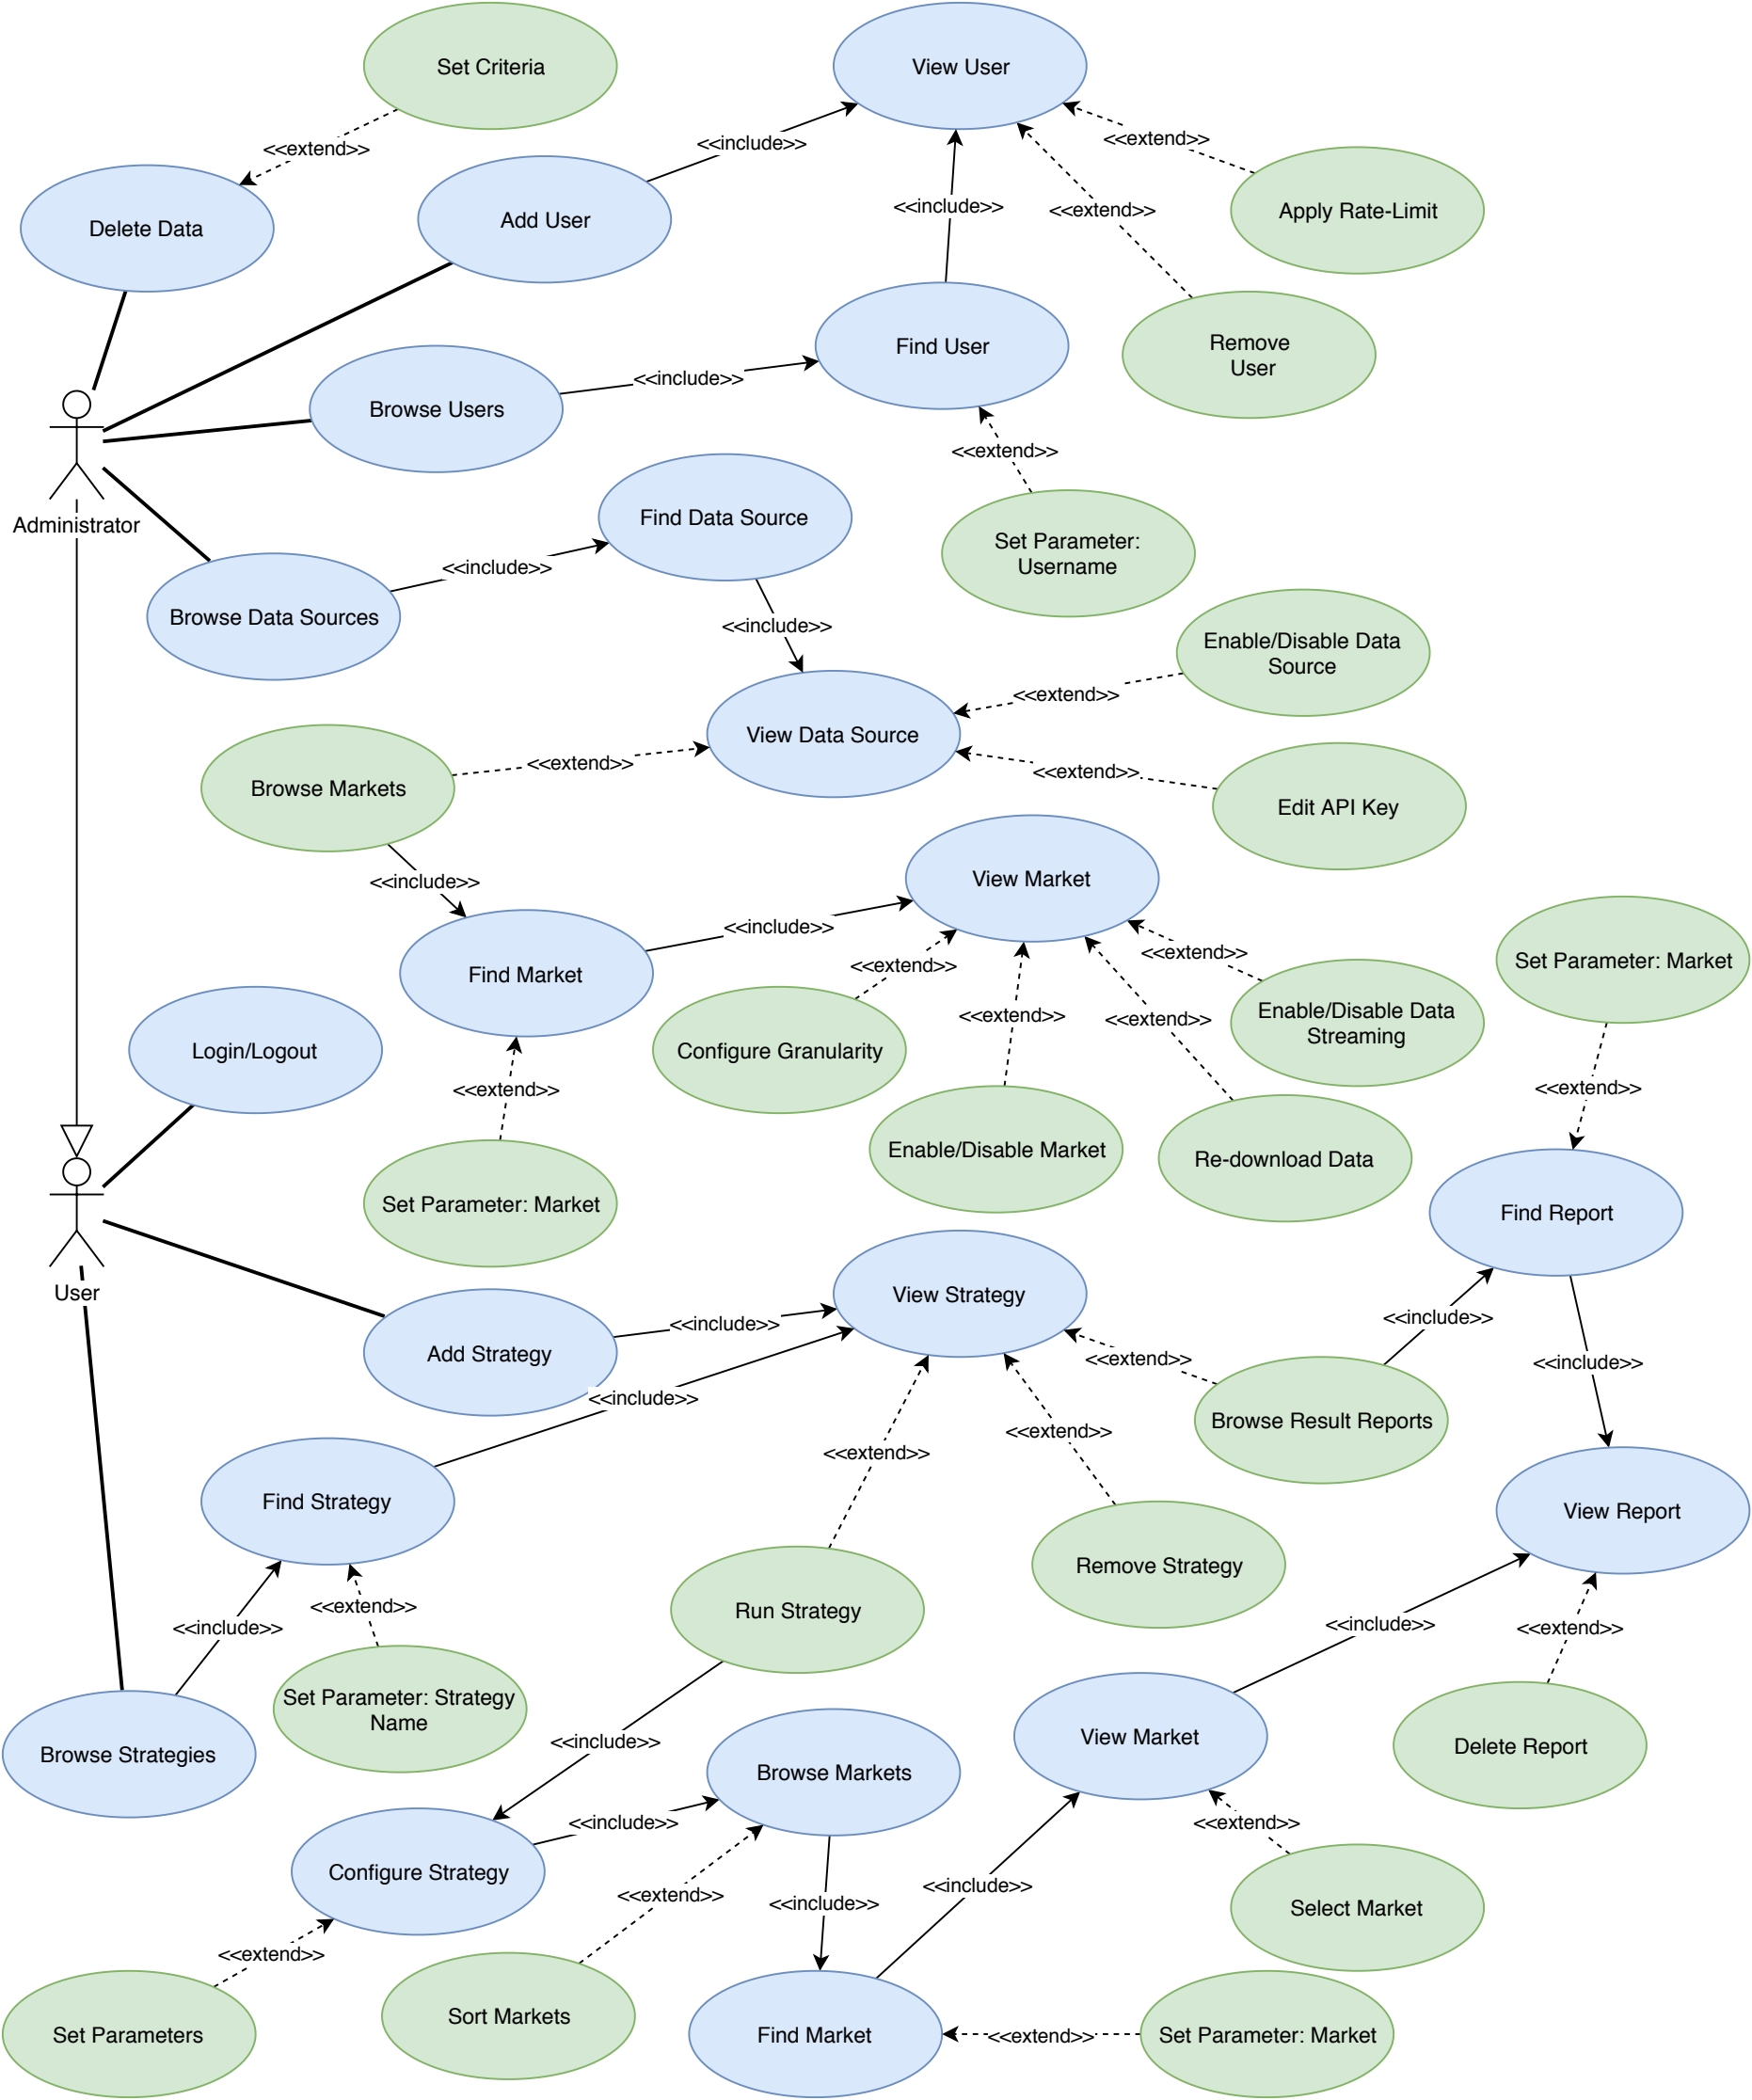 Set Criteria
View User
<<include>>
<<extend>>
<<extend>>
Delete Data
Add User
<<include>>
<<extend>>
Apply Rate-Limit
Find User
Remove
User
<<include>>
Browse Users
<<extend>>
Administrator
Find Data Source
Set Parameter:
Username
<<include>>
Browse Data Sources
<<include>>
Enable/Disable Data
Source
<<extend>>
View Data Source
<<extend>>
<<extend>>
Browse Markets
Edit API Key
<<include>>
View Market
<<include>>
<<extend>>
<<extend>>
Set Parameter: Market
Find Market
Enable/Disable Data
Streaming
<<extend>>
<<extend>>
Login/Logout
Configure Granularity
<<extend>>
<<extend>>
Enable/Disable Market
Re-download Data
Set Parameter: Market
Find Report
User
View Strategy
<<include>>
<<include>>
Add Strategy
<<extend>>
<<include>>
<<include>>
Browse Result Reports
<<extend>>
<<extend>>
Find Strategy
View Report
Remove Strategy
<<extend>>
Run Strategy
<<include>>
<<include>>
<<extend>>
Set Parameter: Strategy
Name
Browse Strategies
<<include>>
Browse Markets
View Market
Delete Report
<<include>>
<<extend>>
Configure Strategy
<<extend>>
<<include>>
<<include>>
Select Market
<<extend>>
Set Parameters
Sort Markets
Find Market
<<extend>>
Set Parameter: Market